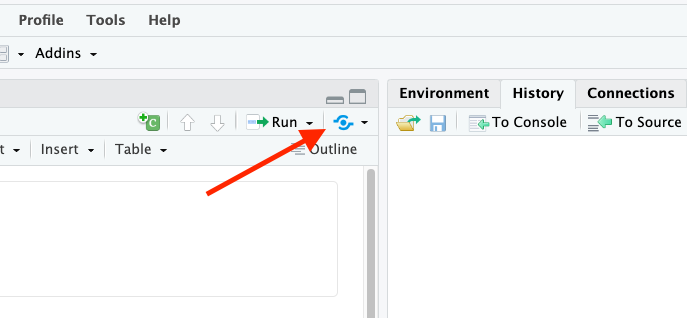 Profile Tools Help
Addins
Environment History Connections
C Run To Console To Source
t Insert Table Outline